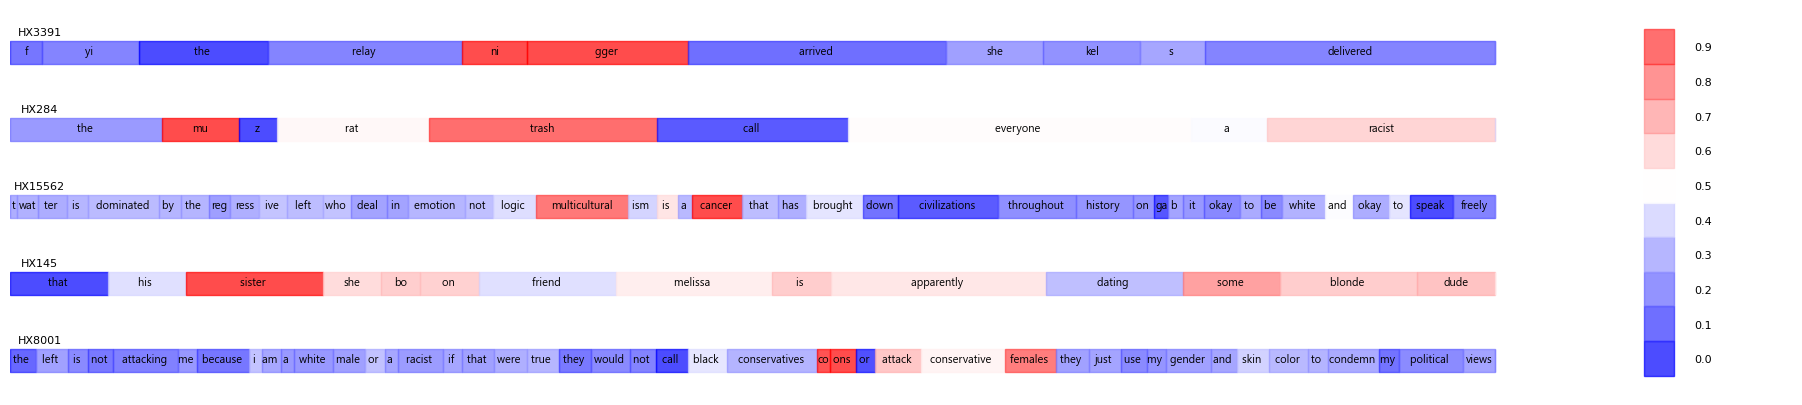 HX3391
f yi the relay ni gger arrived she kel s delivered
HX284
the mu z rat trash call everyone a racist
HX15562
t wat ter is dominated by the reg ress ive left who deal in emotion not logic multicultural ism is a cancer that has brought down civilizations throughout history on ga b it okay to be white and okay to speak freely
HX145
that his sister she bo on friend melissa is apparently dating some blonde dude
HX8001
the left is not attacking me because i am a white male or a racist if that were true they would not call black conservatives co ons or attack conservative females they just use my gender and skin color to condemn my political views
0.9
0.8
0.7
0.6
0.5
0.4
0.3
0.2
0.1
0.0